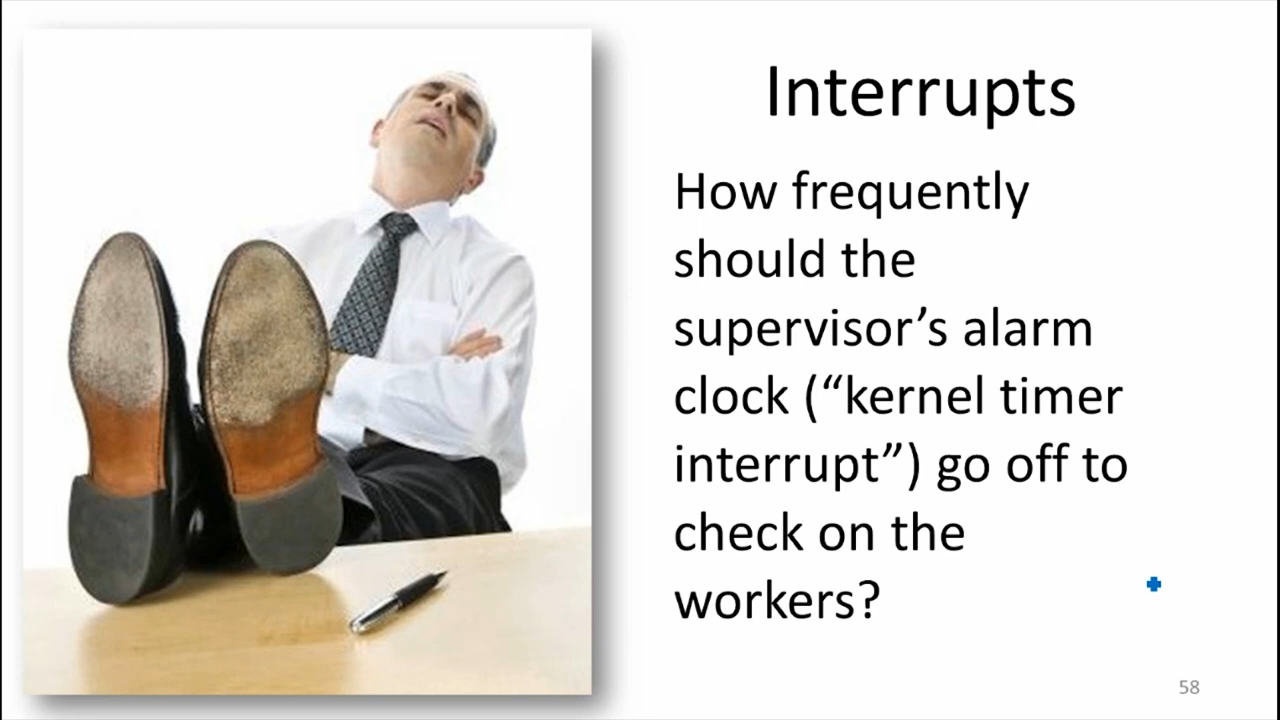 Interrupts
How frequently
should the
supervisor’s alarm
clock (“kernel timer
interrupt”) go off to
check on the
workers?
58